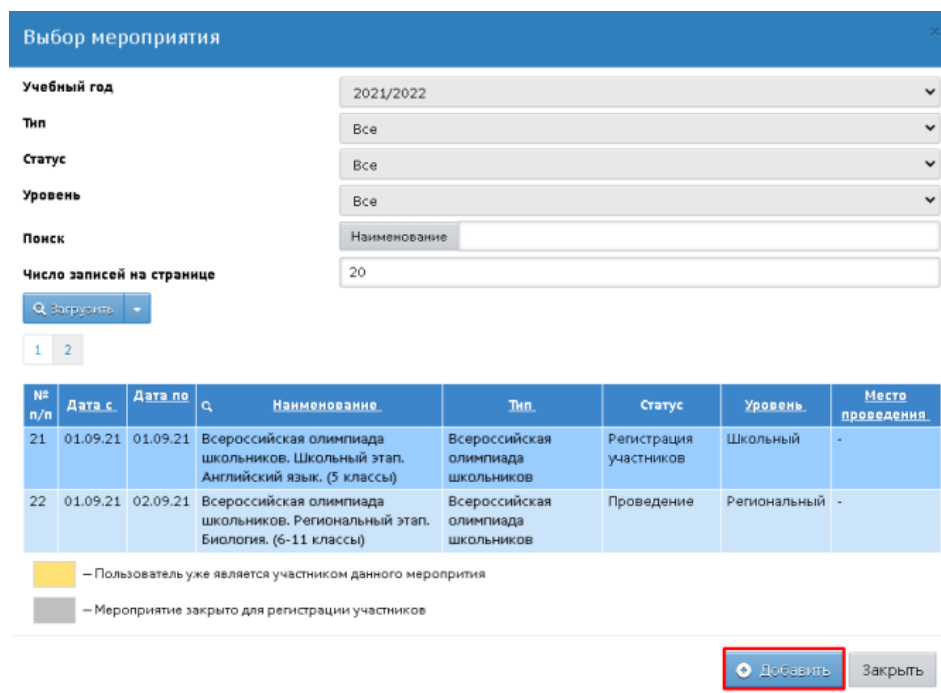 Выбор мероприятия
×
Учебный год
2021/2022
Тип
Все
Статус
Все
Уровень
Все
Поиск
Наименование
Число записей на странице
20
Загрузить
1 2
№ п/п Дата с Дата по Наименование Тип Статус Уровень Место проведения
21 01.09.21 01.09.21 Всероссийская олимпиада Всероссийская Регистрация Школьный -
школьников. Школьный этап. олимпиада участников
Английский язык. (5 классы) школьников
22 01.09.21 02.09.21 Всероссийская олимпиада Всероссийская Проведение Региональный -
школьников. Региональный этап. олимпиада
Биология. (6-11 классы) школьников
– Пользователь уже является участником данного меропрития
– Мероприятие закрыто для регистрации участников
Добавить Закрыть